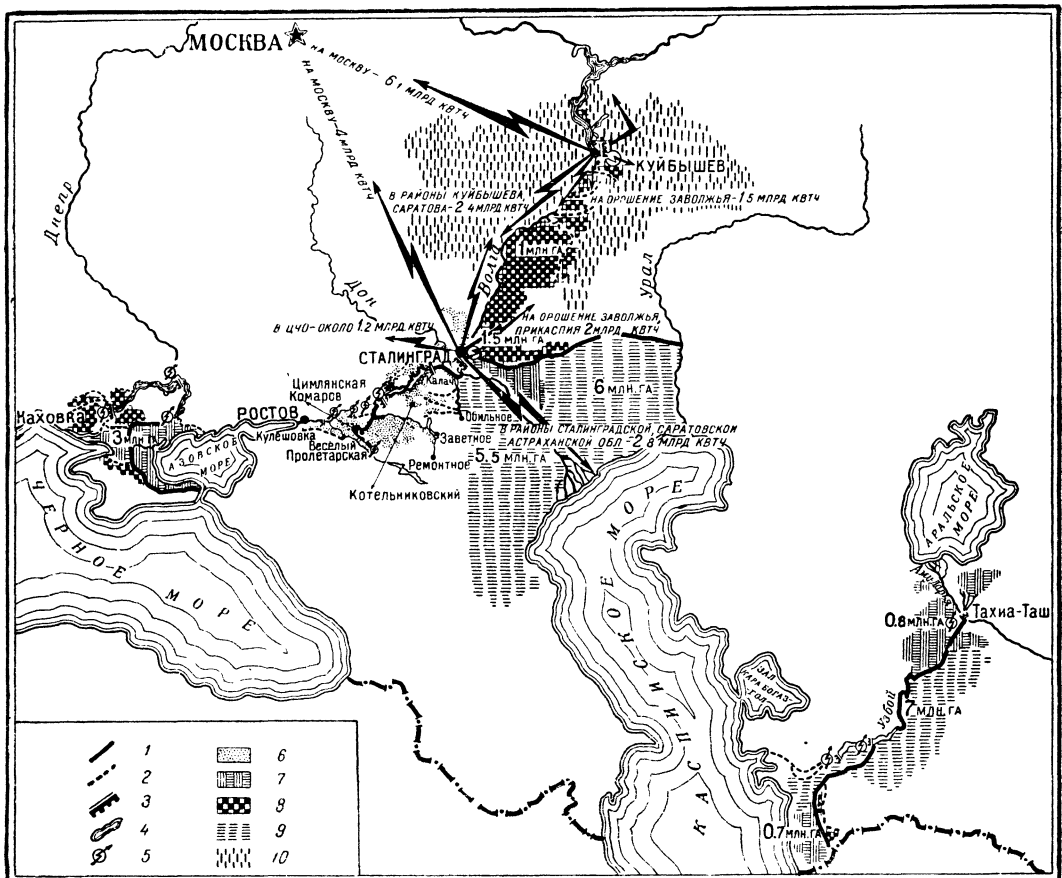 МОСКВА
НА МОСКВУ - 6,1 МЛРД КВТЧ
НА МОСКВУ-4 МЛРД КВТЧ
Днепр
КУЙБЫШЕВ
В РАЙОНЫ КУЙБЫШЕВА,
САРАТОВА-2 4 МЛРД КВТЧ
НА ОРОШЕНИЕ ЗАВОЛЖЬЯ-1 5 МЛРД КВТЧ
1 МЛН. ГА
Волга
Урал
Дон
НА ОРОШЕНИЕ ЗАВОЛЖЬЯ,
ПРИКАСПИЯ 2 МЛРД КВТЧ
В ЦЧО-ОКОЛО 1.2 МЛРД КВТЧ
1.5 МЛН ГА
СТАЛИНГРАД
Калач
6 МЛН. ГА
Цимлянская
Комаров
Каховка
РОСТОВ
Обильное
В РАЙОНЫ СТАЛИНГРАДСКОЙ, САРАТОВСКОЙ
АСТРАХАНСКОЙ ОБЛ-2 8 МЛРД КВТЧ
3 МЛН ГА
Кулешовка
Веселый
Заветное
5.5 МЛН. ГА
Пролетарская
Ремонтное
АЗОВСКОЕ
МОРЕ
Котельниковский
ЧЕРНОЕ МОРЕ
КАСПИЙСКОЕ МОРЕ
АРАЛЬСКОЕ
МОРЕ
Аму-Дарья
Тахиа-Таш
0.8 МЛН. ГА
ЗАЛ
КАРА БОГАЗ-
ГОЛ
Узбой
7 МЛН. ГА
0.7 МЛН. ГА
1
2
3
4
5
6
7
8
9
10